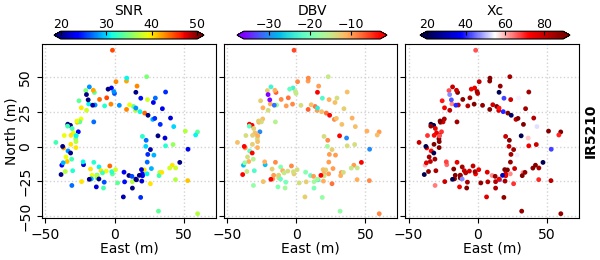 SNR DBV Xc
20 30 40 50 −30 −20 −10 20 40 60 80
North (m)
50
25
0
−25
−50
−50 0 50 −50 0 50 −50 0 50
East (m) East (m) East (m)
IR5210